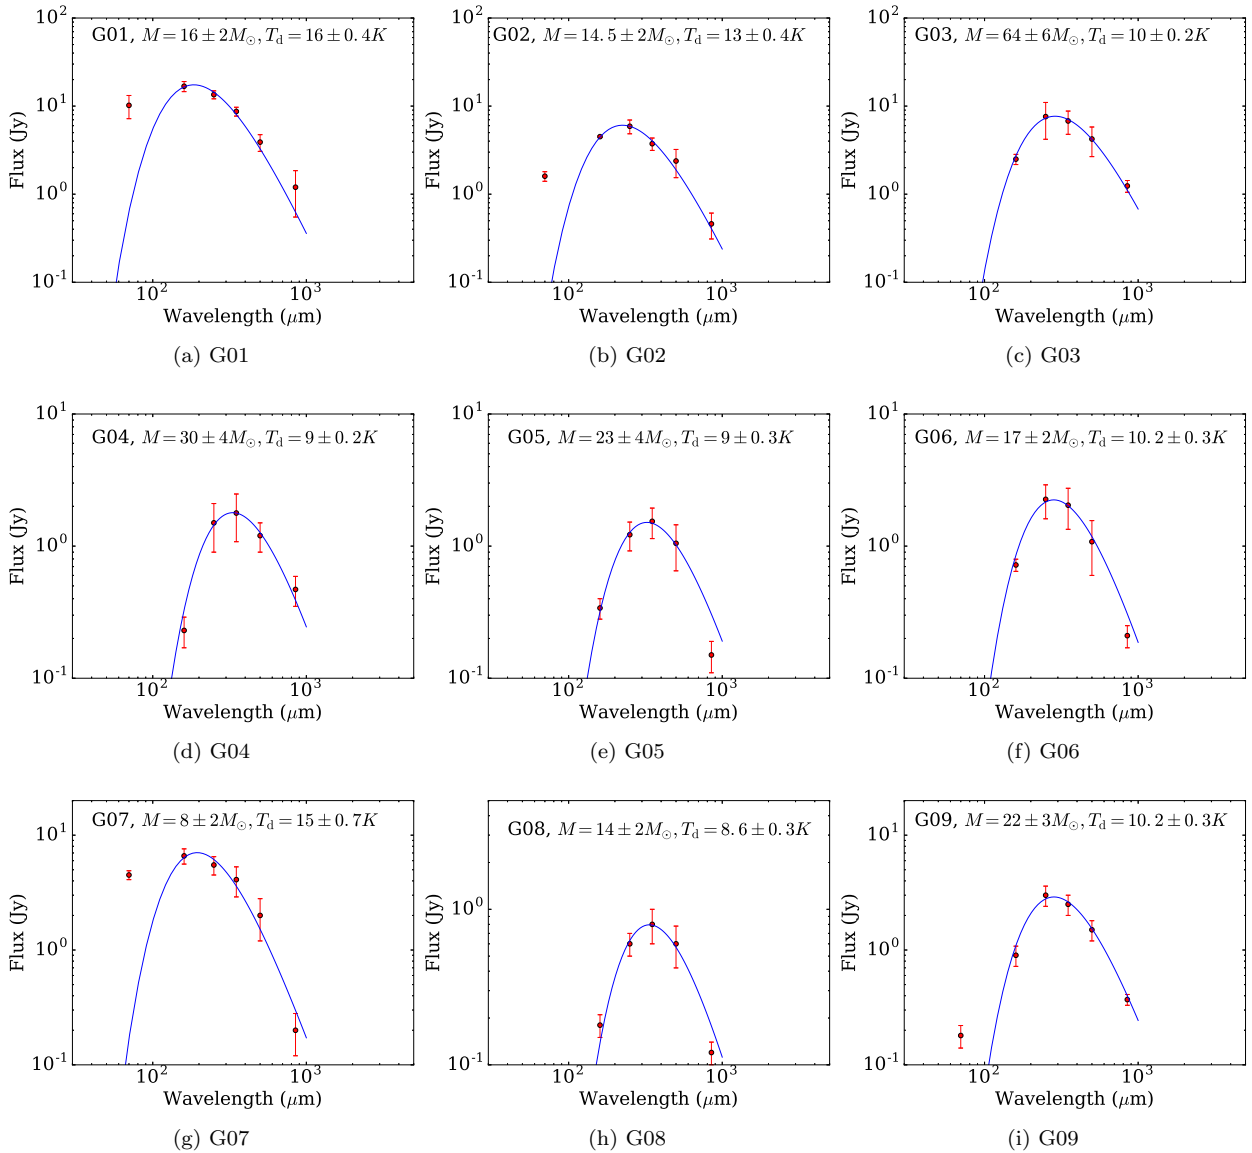 G01, M = 16 ± 2M⊙, Td = 16 ± 0.4K
10²
10¹
10⁰
10⁻¹
Flux (Jy)
10² 10³
Wavelength (μm)
(a) G01
G02, M = 14.5 ± 2M⊙, Td = 13 ± 0.4K
10²
10¹
10⁰
10⁻¹
Flux (Jy)
10² 10³
Wavelength (μm)
(b) G02
G03, M = 64 ± 6M⊙, Td = 10 ± 0.2K
10²
10¹
10⁰
10⁻¹
Flux (Jy)
10² 10³
Wavelength (μm)
(c) G03
G04, M = 30 ± 4M⊙, Td = 9 ± 0.2K
10¹
10⁰
10⁻¹
Flux (Jy)
10² 10³
Wavelength (μm)
(d) G04
G05, M = 23 ± 4M⊙, Td = 9 ± 0.3K
10¹
10⁰
10⁻¹
Flux (Jy)
10² 10³
Wavelength (μm)
(e) G05
G06, M = 17 ± 2M⊙, Td = 10.2 ± 0.3K
10¹
10⁰
10⁻¹
Flux (Jy)
10² 10³
Wavelength (μm)
(f) G06
G07, M = 8 ± 2M⊙, Td = 15 ± 0.7K
10¹
10⁰
10⁻¹
Flux (Jy)
10² 10³
Wavelength (μm)
(g) G07
G08, M = 14 ± 2M⊙, Td = 8.6 ± 0.3K
10⁰
10⁻¹
Flux (Jy)
10² 10³
Wavelength (μm)
(h) G08
G09, M = 22 ± 3M⊙, Td = 10.2 ± 0.3K
10¹
10⁰
10⁻¹
Flux (Jy)
10² 10³
Wavelength (μm)
(i) G09